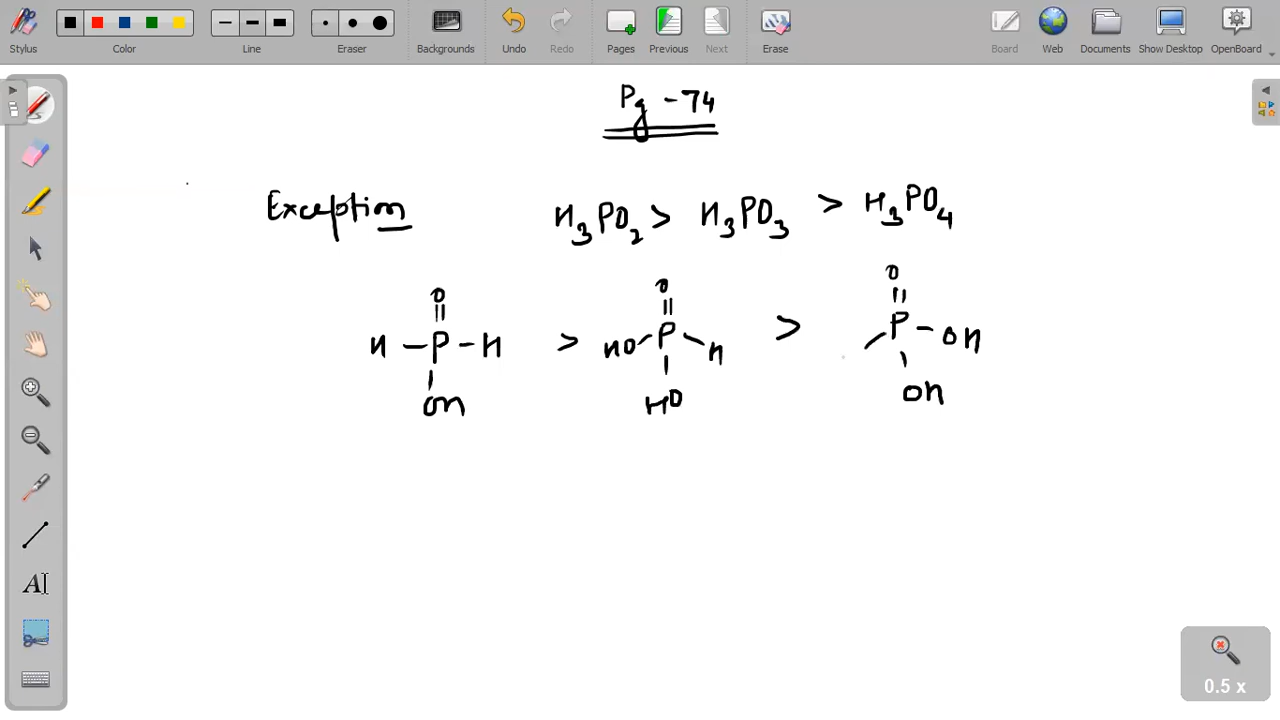 Stylus Color Line Eraser Backgrounds Undo Redo Pages Previous Next Erase Board Web Documents Show Desktop OpenBoard
Pg - 74
Exception H3PO2 > H3PO3 > H3PO4
O O O
H - P - H > HO P H > P - OH
OH HO OH
AI
0.5 x